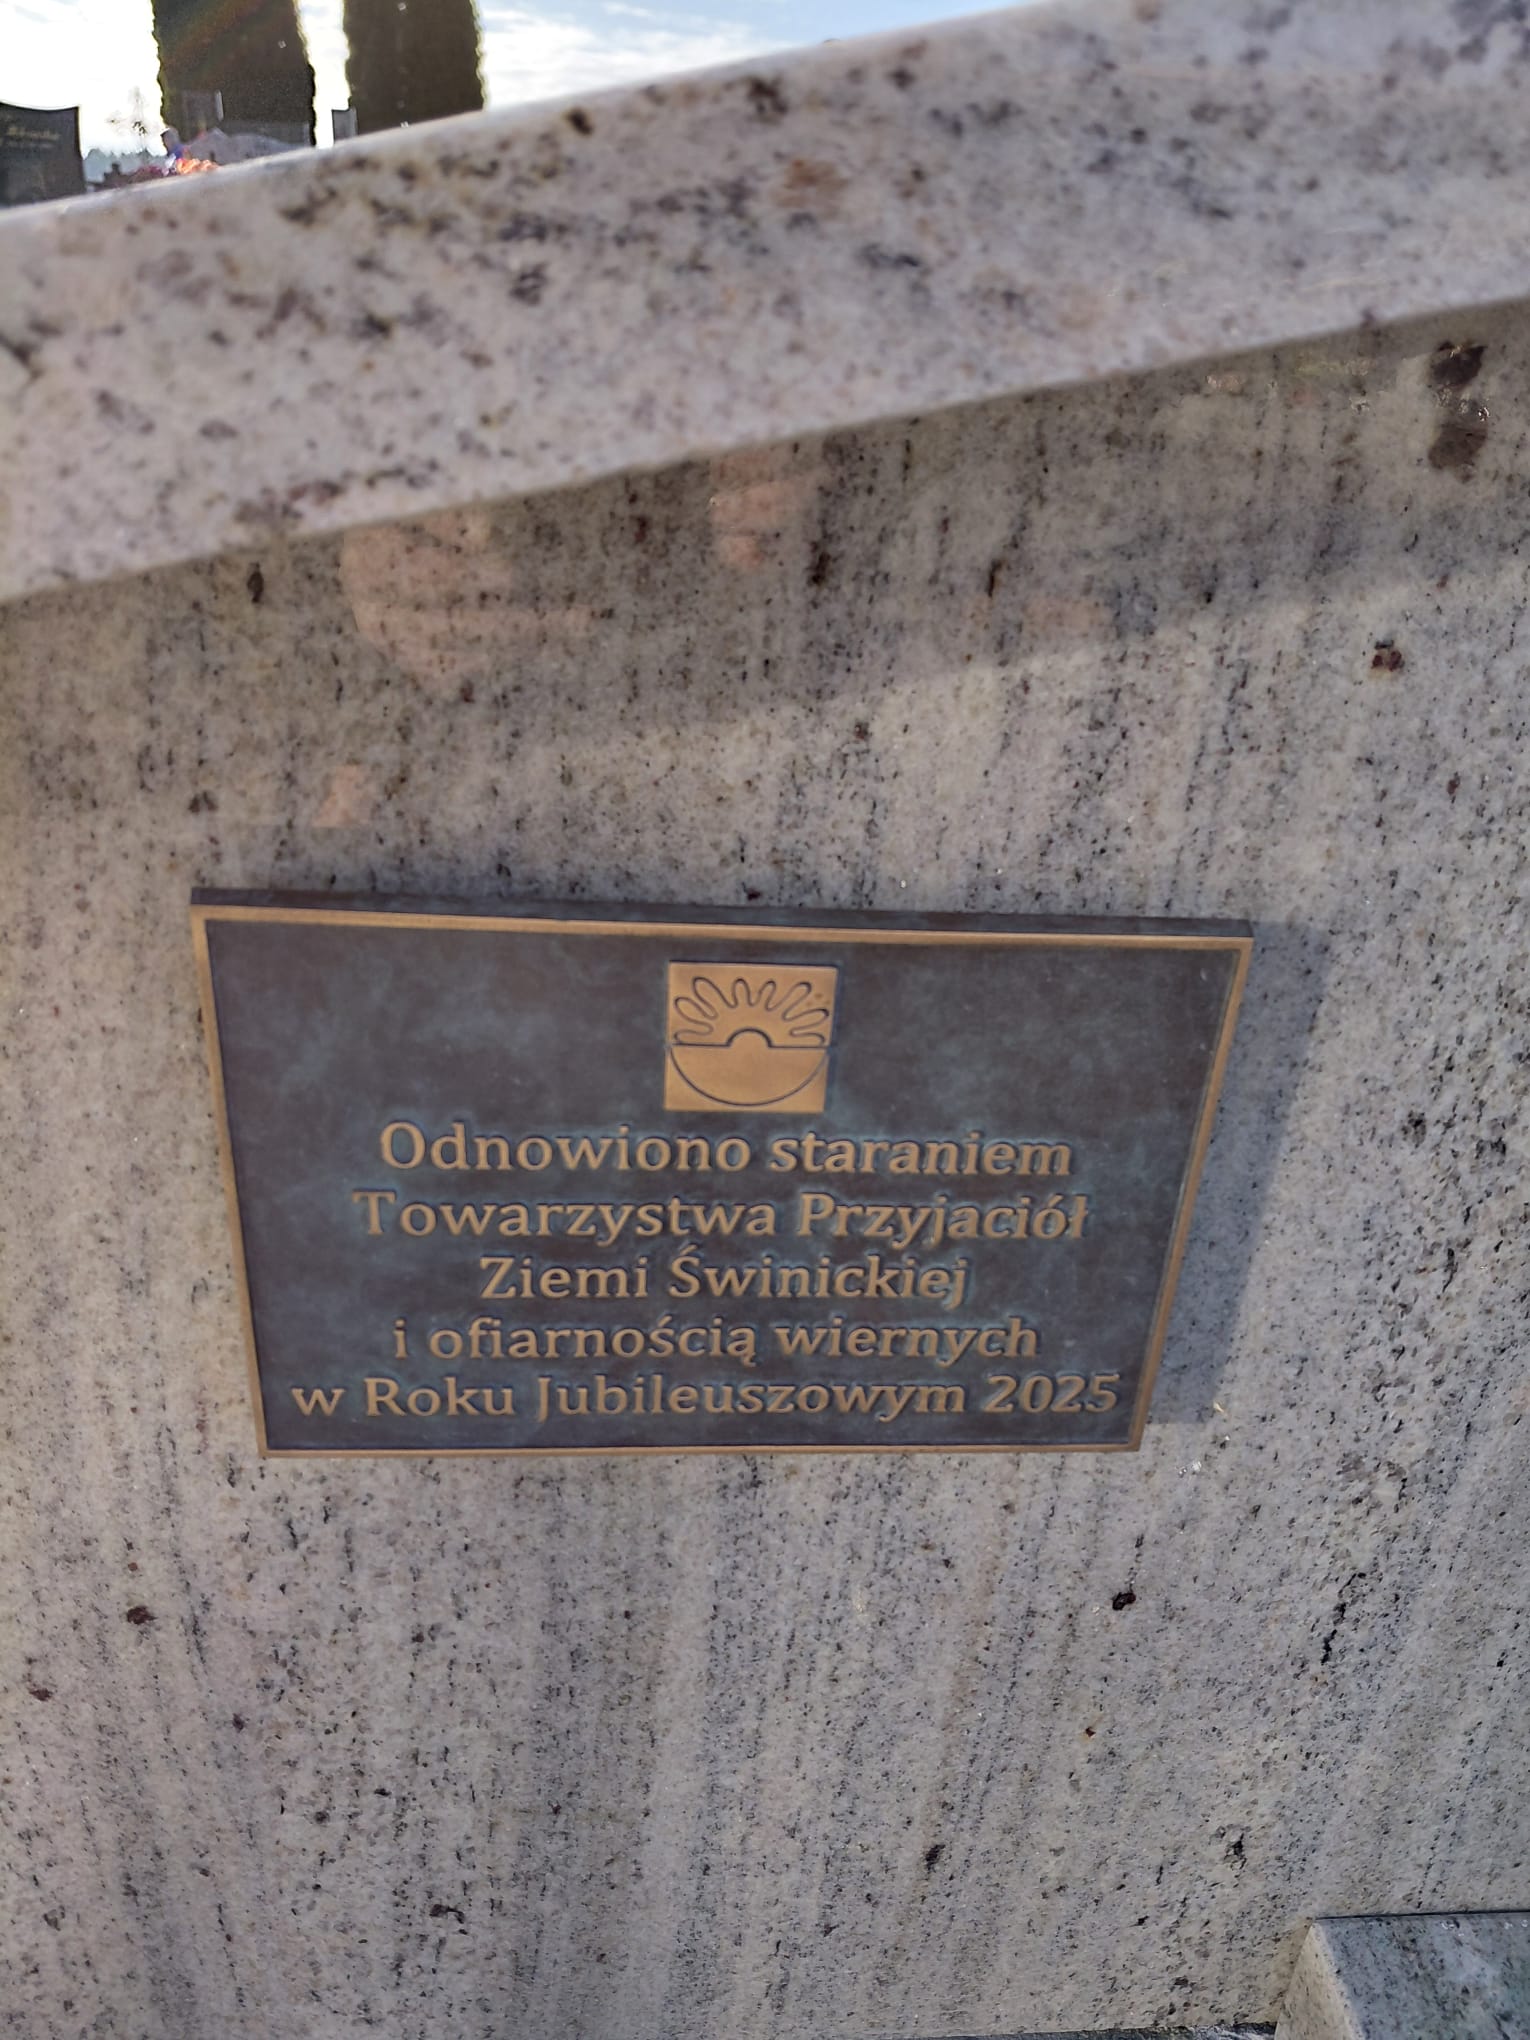 Odnowiono staraniem
Towarzystwa Przyjaciół
Ziemi Świnickiej
i ofiarnością wiernych
w Roku Jubileuszowym 2025